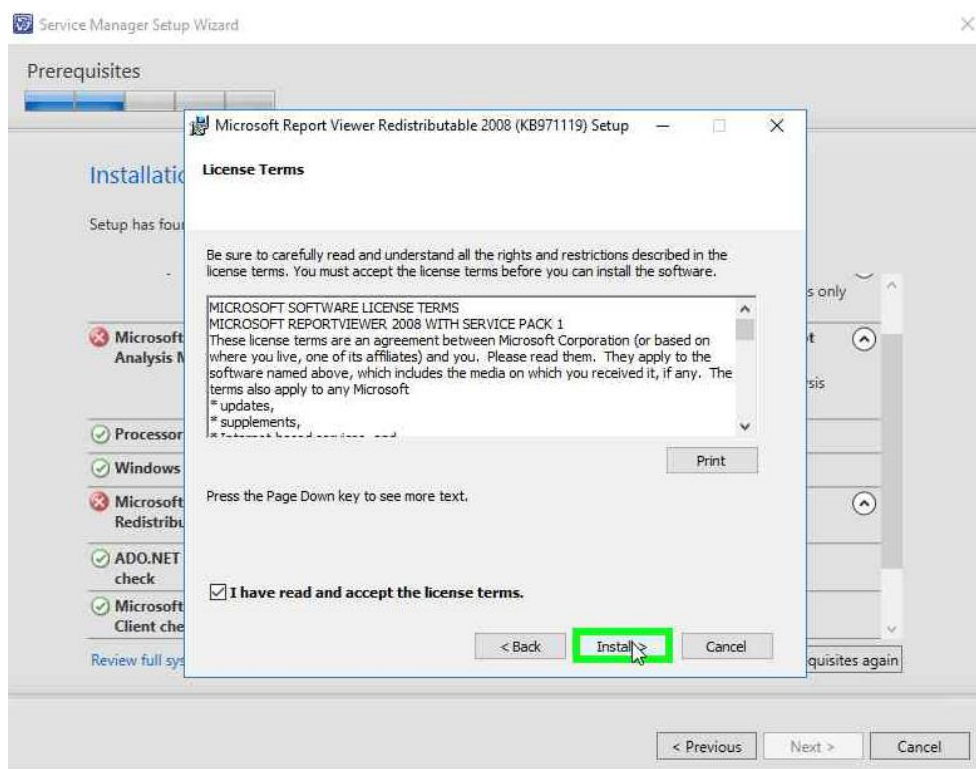 Service Manager Setup Wizard
Prerequisites
Microsoft Report Viewer Redistributable 2008 (KB971119) Setup
Installatio
License Terms
Setup has foun
Be sure to carefully read and understand all the rights and restrictions described in the
license terms. You must accept the license terms before you can install the software.
s only
MICROSOFT SOFTWARE LICENSE TERMS
MICROSOFT REPORTVIEWER 2008 WITH SERVICE PACK 1
These license terms are an agreement between Microsoft Corporation (or based on
where you live, one of its affiliates) and you. Please read them. They apply to the
software named above, which includes the media on which you received it, if any. The
terms also apply to any Microsoft
* updates,
* supplements,
Microsoft
Analysis M
sis
Processor
Print
Windows
Press the Page Down key to see more text.
Microsoft
Redistribu
ADO.NET
check
I have read and accept the license terms.
Microsoft
Client che
< Back
Install >
Cancel
Review full sys
quisites again
< Previous
Next >
Cancel